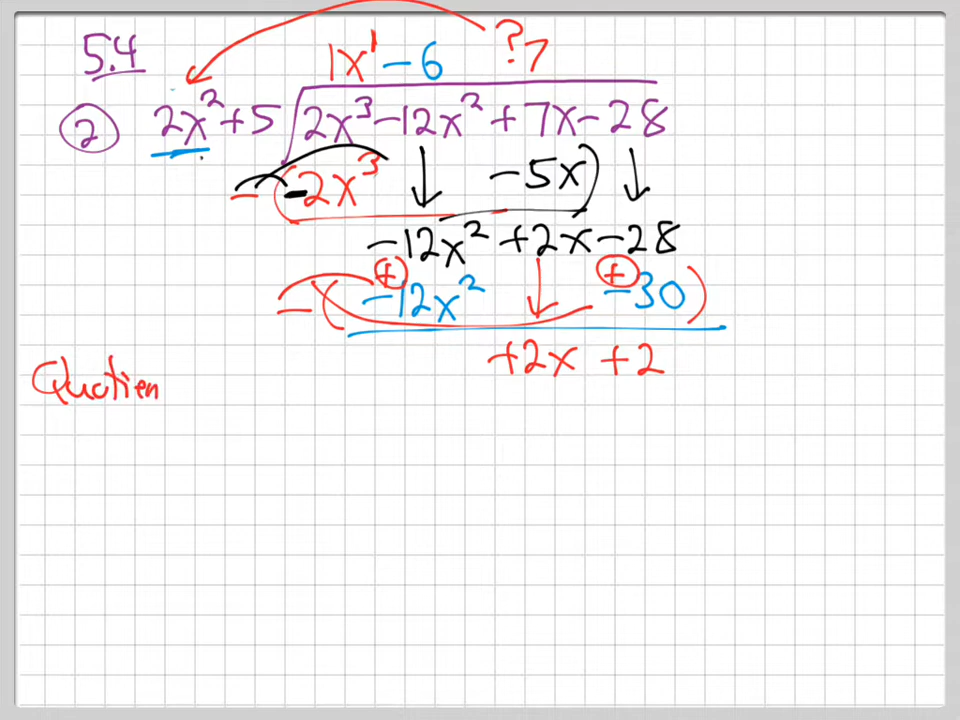 5.4
1x¹ - 6 ? 7
② 2x² + 5 ) 2x³ - 12x² + 7x - 28
- ( - 2x³ ↓ - 5x ) ↓
- 12x² + 2x - 28
- ( - 12x² ↓ - 30 )
+ +
+2x + 2
Quotien